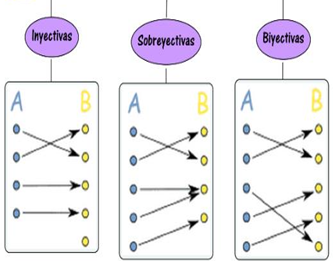 Inyectivas
Sobreyectivas
Biyectivas
A B
A B
A B